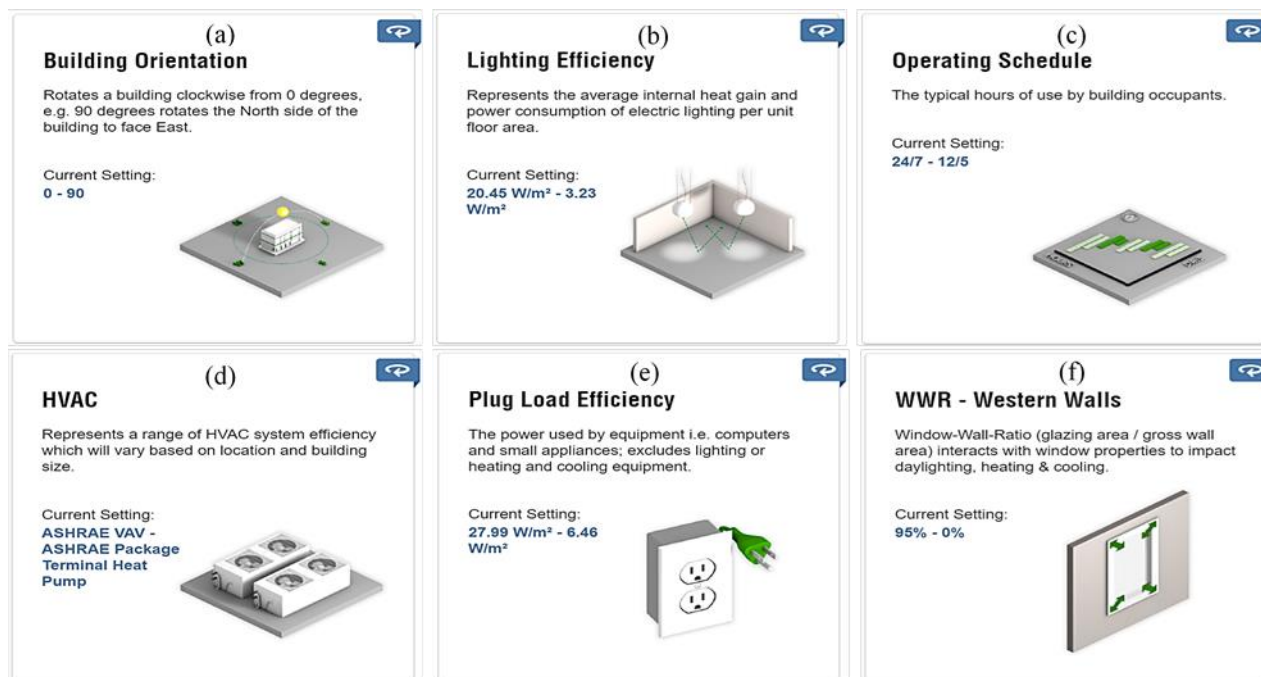 (a)
Building Orientation
Rotates a building clockwise from 0 degrees,
e.g. 90 degrees rotates the North side of the
building to face East.
Current Setting:
0 - 90
(b)
Lighting Efficiency
Represents the average internal heat gain and
power consumption of electric lighting per unit
floor area.
Current Setting:
20.45 W/m² - 3.23
W/m²
(c)
Operating Schedule
The typical hours of use by building occupants.
Current Setting:
24/7 - 12/5
(d)
HVAC
Represents a range of HVAC system efficiency
which will vary based on location and building
size.
Current Setting:
ASHRAE VAV -
ASHRAE Package
Terminal Heat
Pump
(e)
Plug Load Efficiency
The power used by equipment i.e. computers
and small appliances; excludes lighting or
heating and cooling equipment.
Current Setting:
27.99 W/m² - 6.46
W/m²
(f)
WWR - Western Walls
Window-Wall-Ratio (glazing area / gross wall
area) interacts with window properties to impact
daylighting, heating & cooling.
Current Setting:
95% - 0%